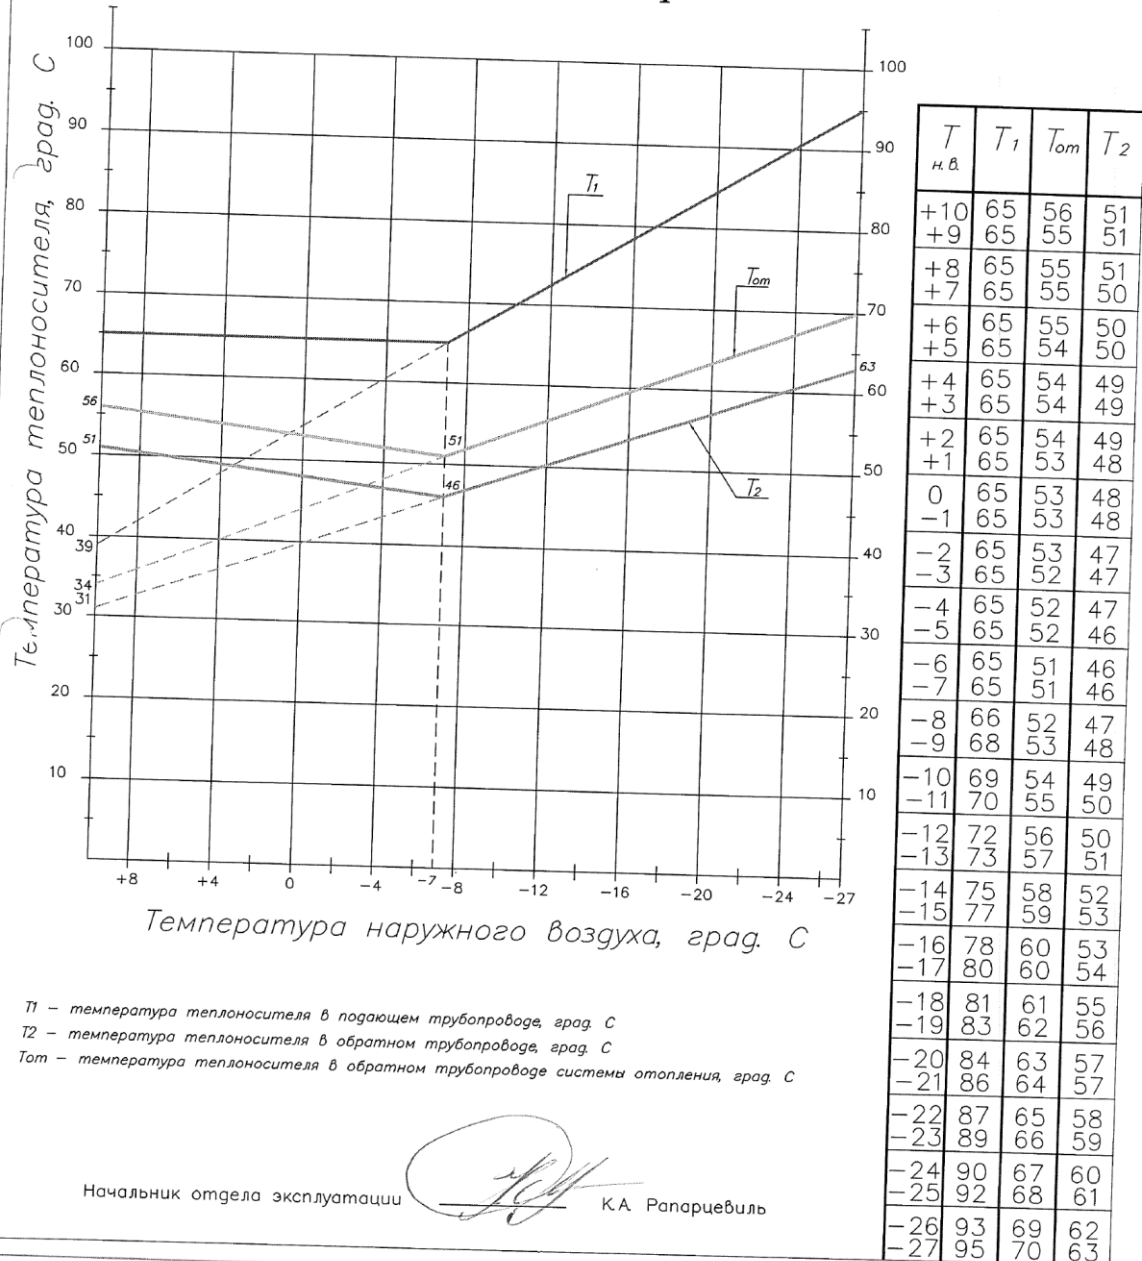 Температура теплоносителя, град. С
100
90
80
70
60
56
51
50
40
39
34
31
30
20
10
T1
Tот
T2
51
46
63
100
90
80
70
60
50
40
30
20
10
+8 +4 0 −4 −7 −8 −12 −16 −20 −24 −27
Температура наружного воздуха, град. С
Т1 – температура теплоносителя в подающем трубопроводе, град. С
Т2 – температура теплоносителя в обратном трубопроводе, град. С
Тот – температура теплоносителя в обратном трубопроводе системы отопления, град. С
Начальник отдела эксплуатации К.А. Рапарцевиль
T н.в. T1 Tот T2
+10 65 56 51
+9 65 55 51
+8 65 55 51
+7 65 55 50
+6 65 55 50
+5 65 54 50
+4 65 54 49
+3 65 54 49
+2 65 54 49
+1 65 53 48
0 65 53 48
−1 65 53 48
−2 65 53 47
−3 65 52 47
−4 65 52 47
−5 65 52 46
−6 65 51 46
−7 65 51 46
−8 66 52 47
−9 68 53 48
−10 69 54 49
−11 70 55 50
−12 72 56 50
−13 73 57 51
−14 75 58 52
−15 77 59 53
−16 78 60 53
−17 80 60 54
−18 81 61 55
−19 83 62 56
−20 84 63 57
−21 86 64 57
−22 87 65 58
−23 89 66 59
−24 90 67 60
−25 92 68 61
−26 93 69 62
−27 95 70 63